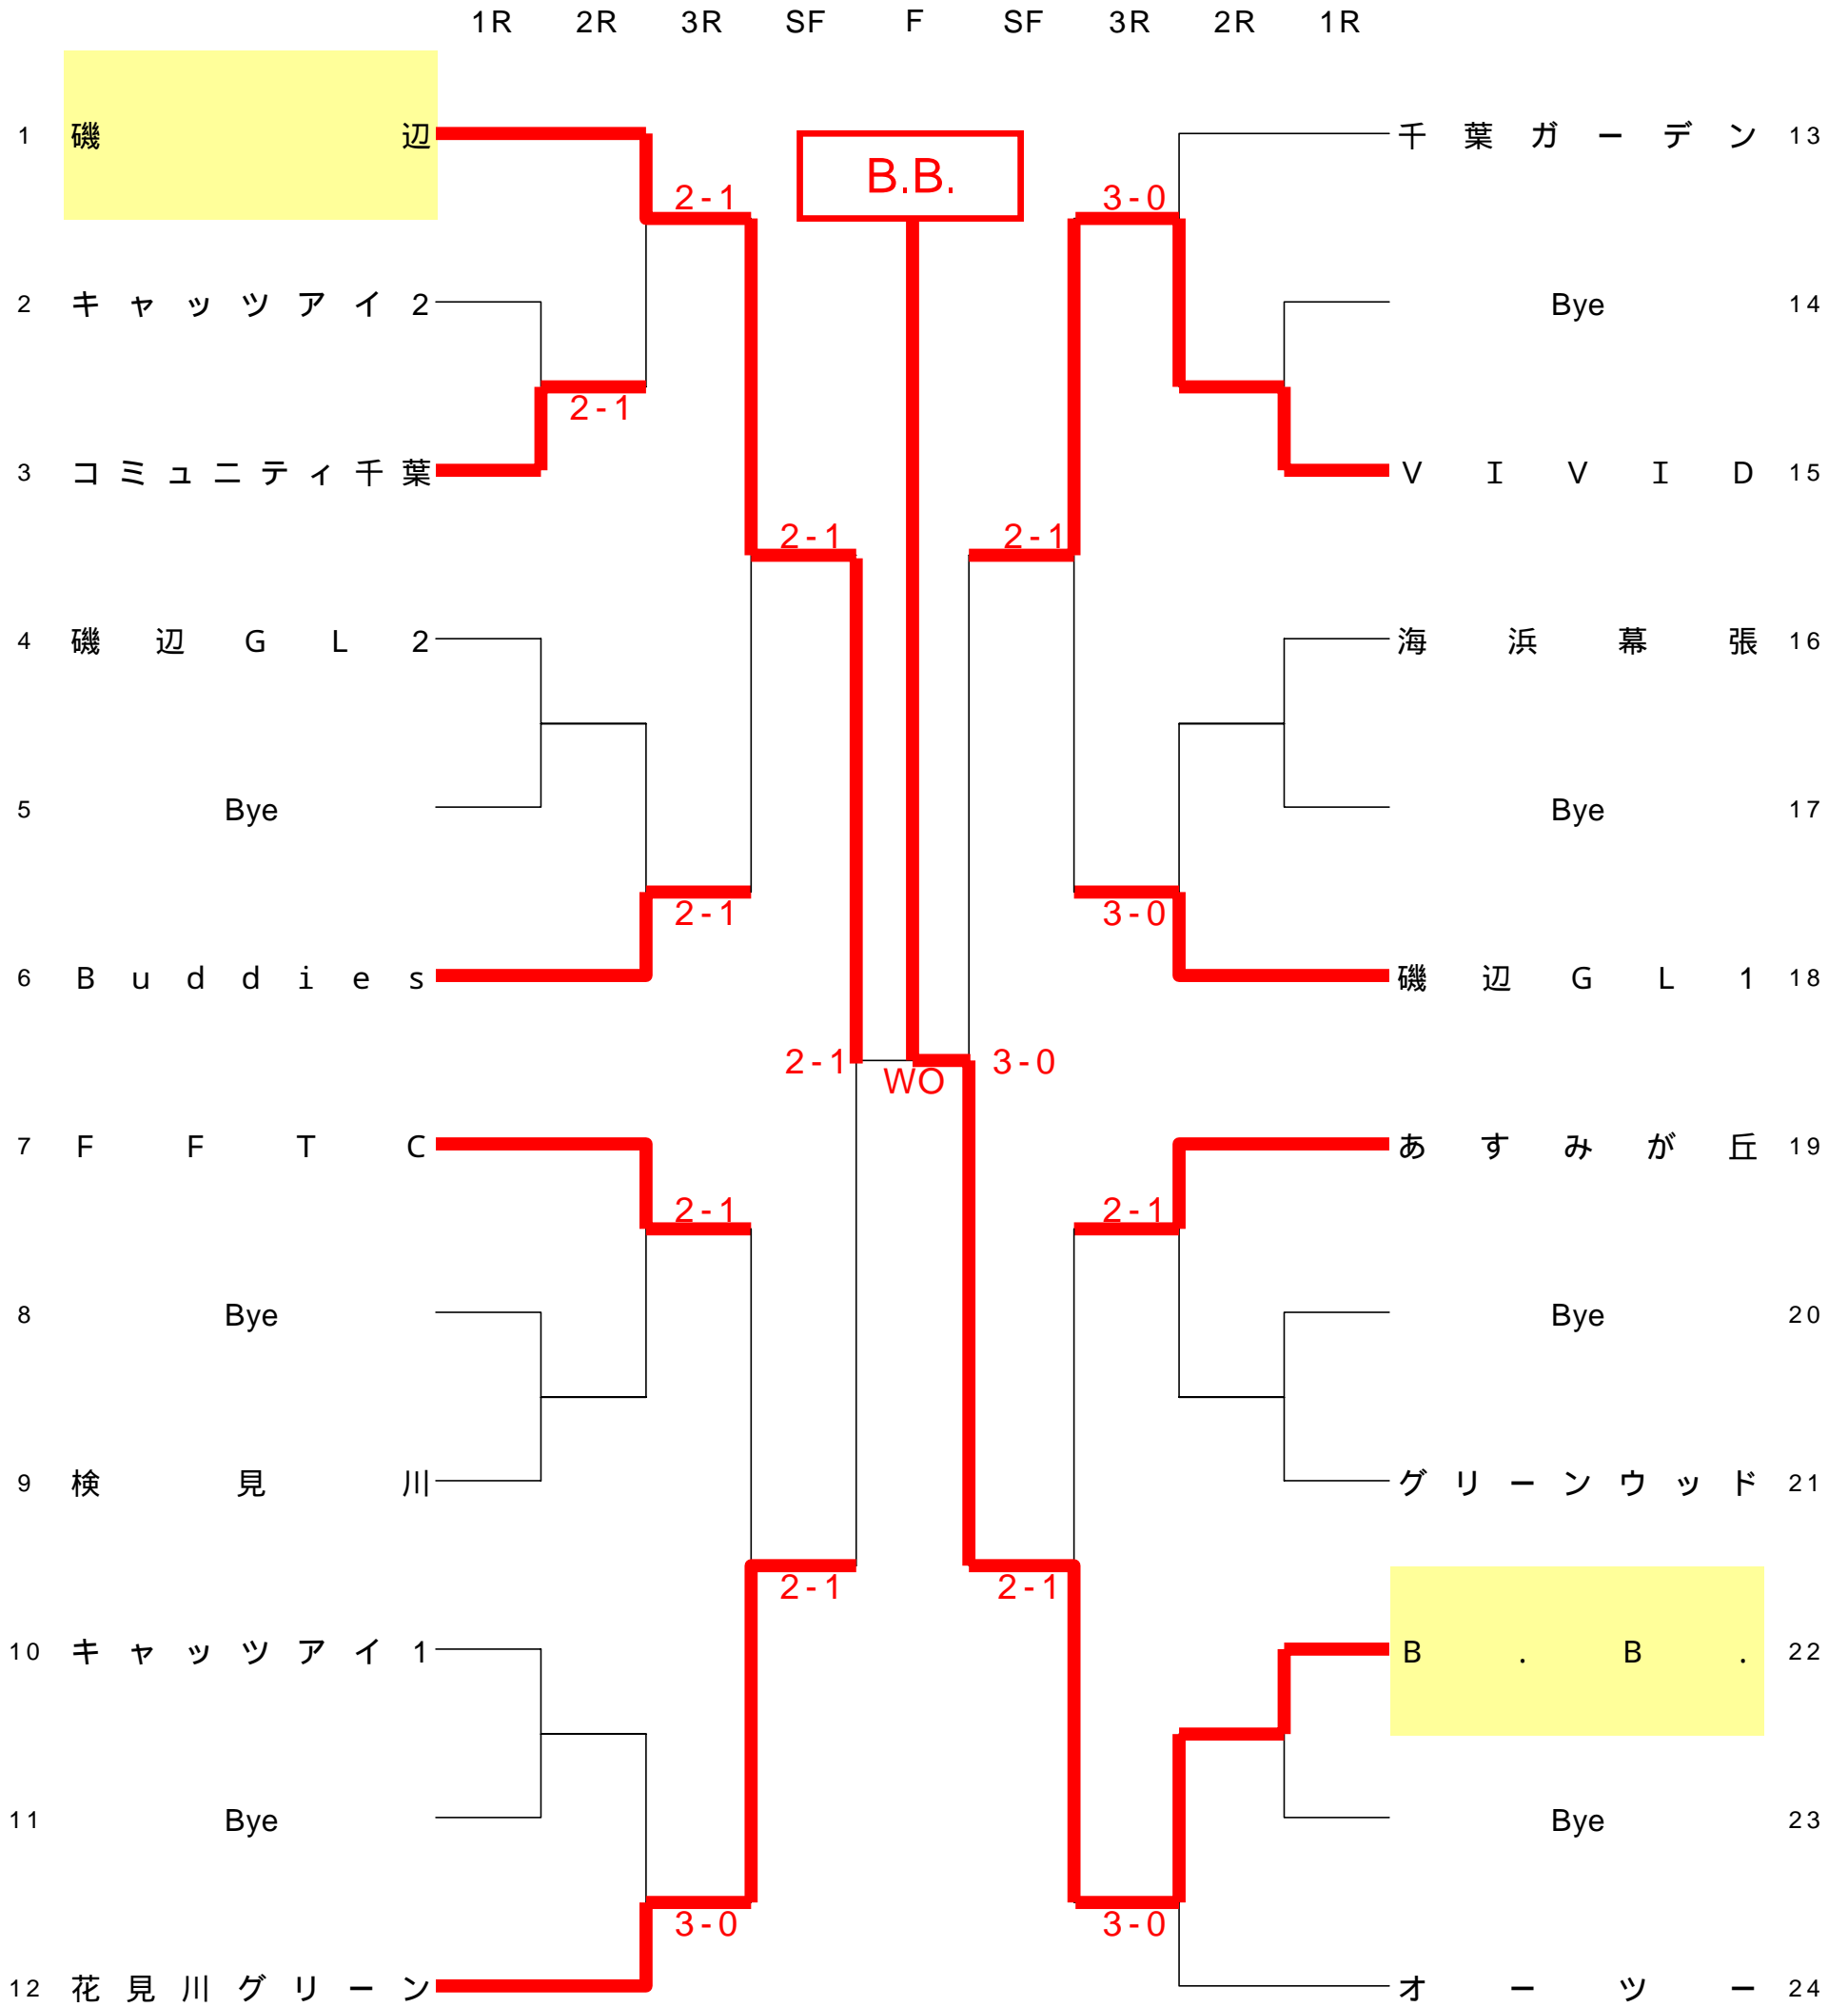 1R 2R 3R SF F SF 3R 2R 1R
1 磯辺 千葉ガーデン 13
B.B.
2-1 3-0
2 キャッツアイ2 Bye 14
2-1
3 コミュニティ千葉 VIVID 15
2-1 2-1
4 磯辺GL2 海浜幕張 16
5 Bye Bye 17
2-1 3-0
6 Buddies 磯辺GL1 18
2-1 WO 3-0
7 FFTC あすみが丘 19
2-1 2-1
8 Bye Bye 20
9 検見川 グリーンウッド 21
2-1 2-1
10 キャッツアイ1 B.B. 22
11 Bye Bye 23
3-0 3-0
12 花見川グリーン オーツー 24